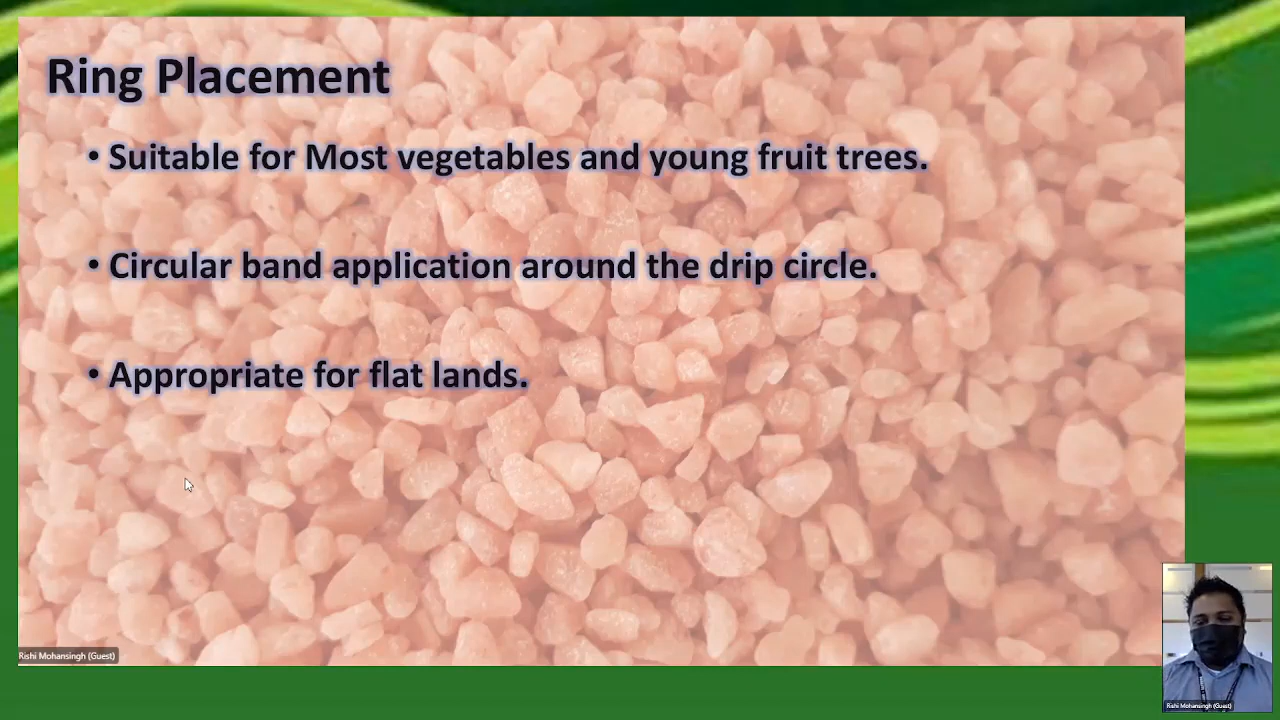 Ring Placement
• Suitable for Most vegetables and young fruit trees.
• Circular band application around the drip circle.
• Appropriate for flat lands.
Rishi Mohansingh (Guest)
Rishi Mohansingh (Guest)